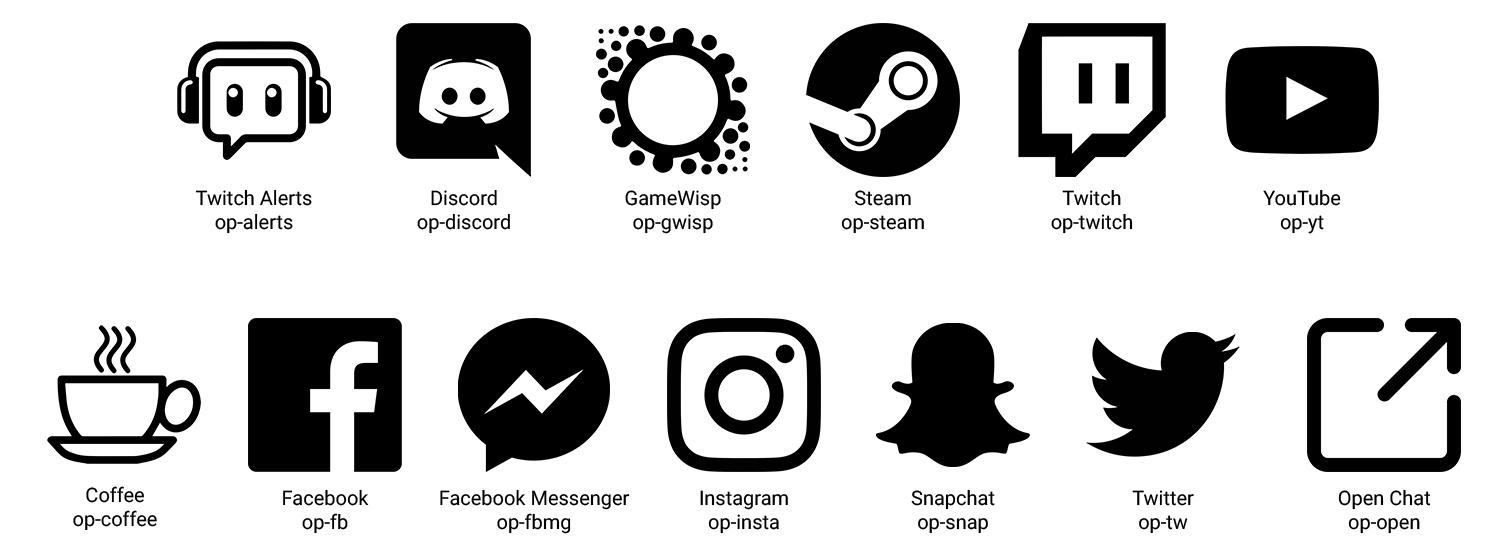 Twitch Alerts
op-alerts
Discord
op-discord
GameWisp
op-gwisp
Steam
op-steam
Twitch
op-twitch
YouTube
op-yt
Coffee
op-coffee
Facebook
op-fb
Facebook Messenger
op-fbmg
Instagram
op-insta
Snapchat
op-snap
Twitter
op-tw
Open Chat
op-open